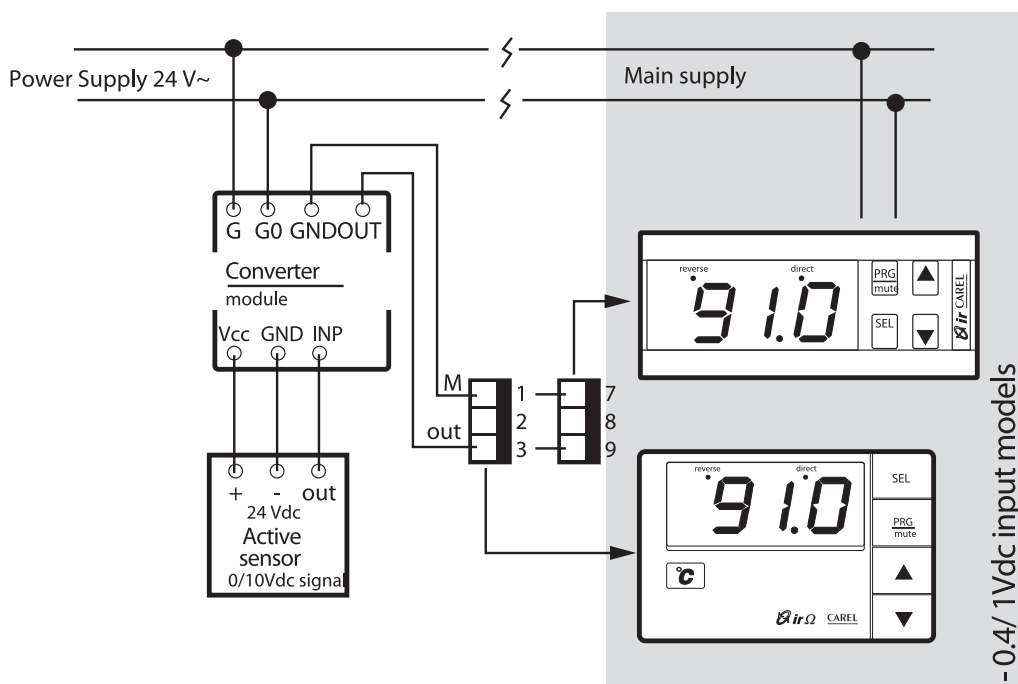 Power Supply 24 V~
Main supply
G G0 GNDOUT
Converter
module
Vcc GND INP
+ - out
24 Vdc
Active
sensor
0/10Vdc signal
M
out
1
2
3
7
8
9
reverse direct
91.0
PRG
mute
SEL
ir CAREL
reverse direct
91.0
°C
irΩ CAREL
SEL
PRG
mute
- 0.4/ 1Vdc input models